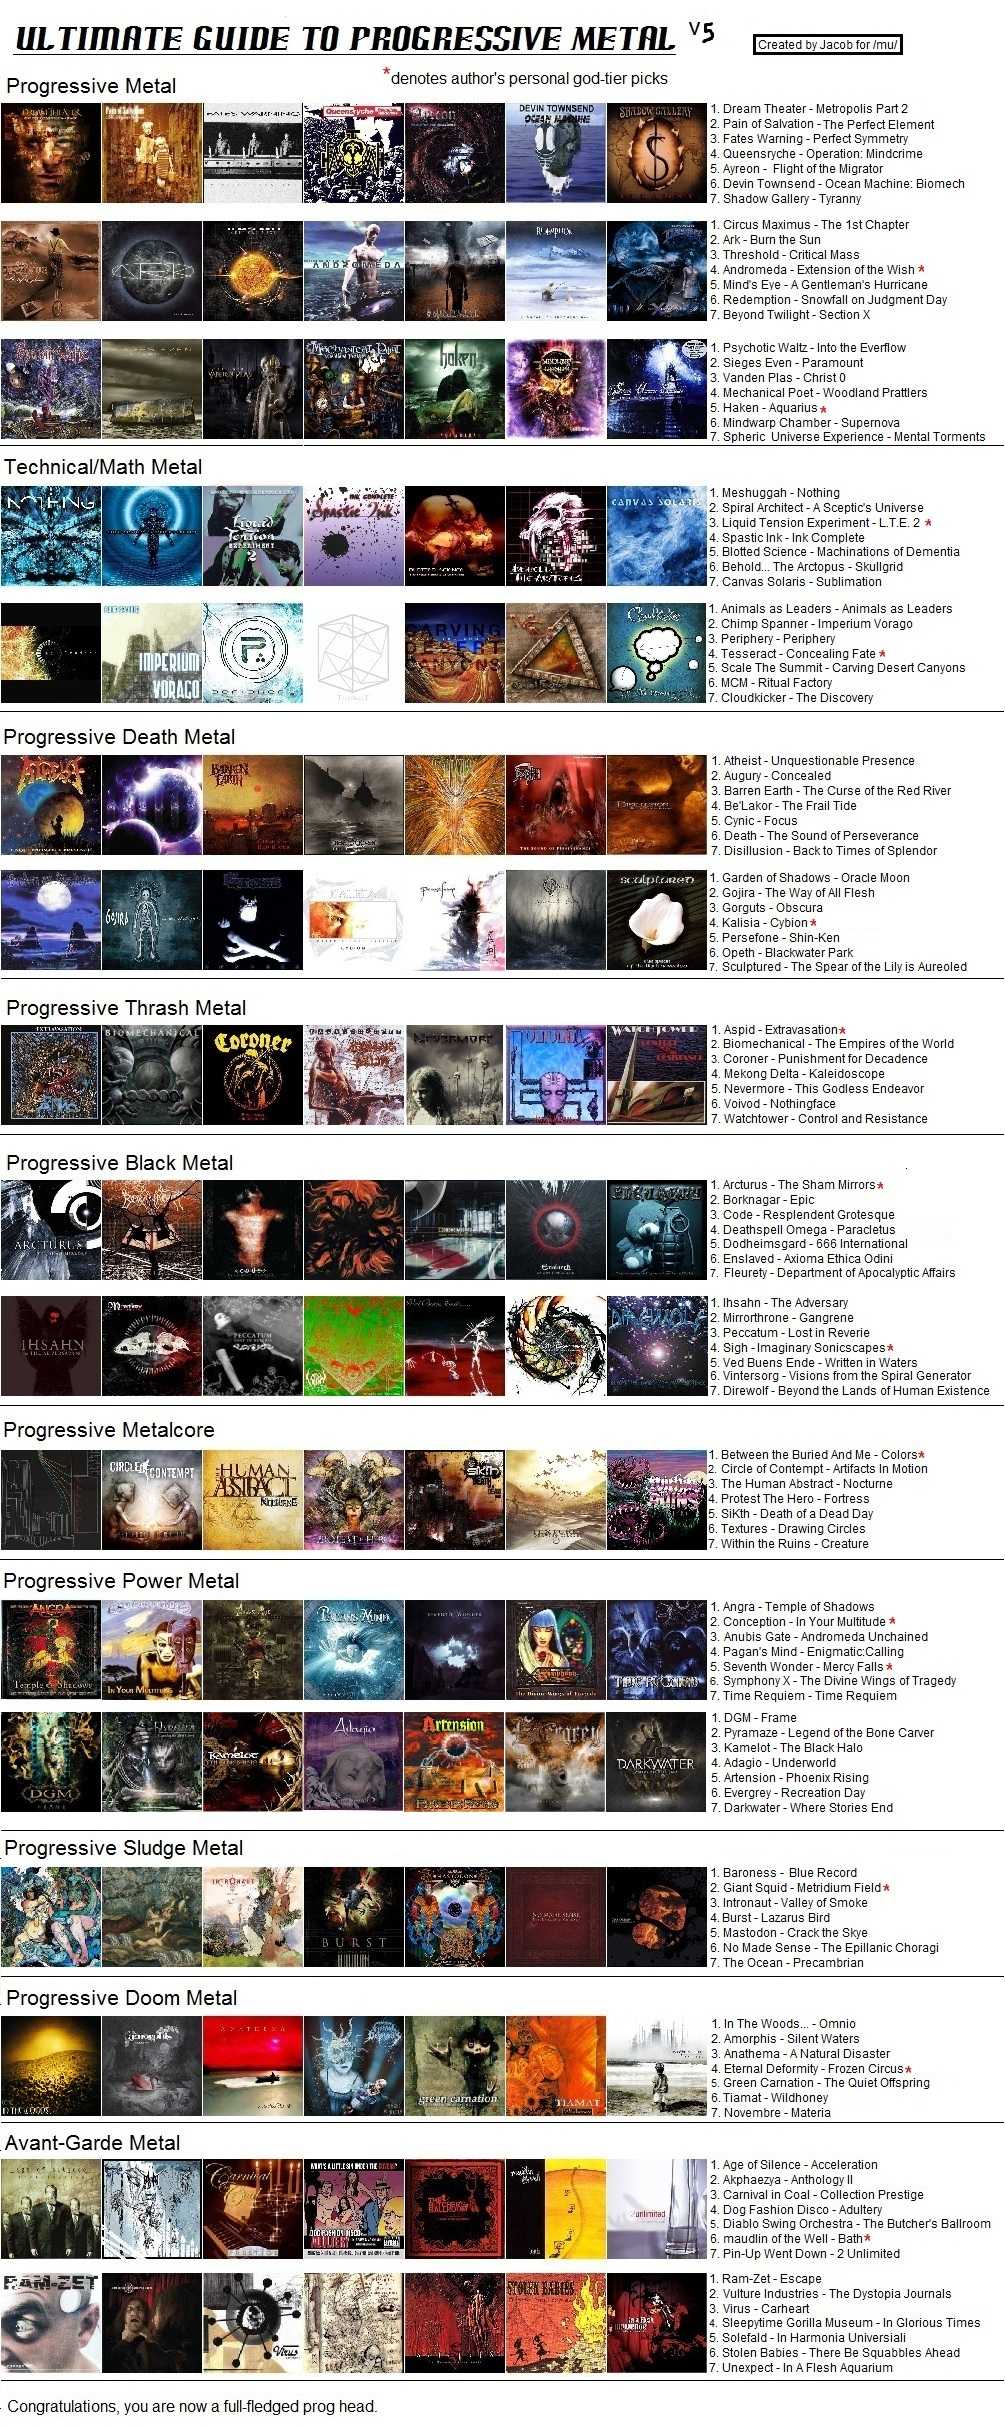 ULTIMATE GUIDE TO PROGRESSIVE METAL V5
Created by Jacob for /mu/
*denotes author's personal god-tier picks
Progressive Metal
1. Dream Theater - Metropolis Part 2
2. Pain of Salvation - The Perfect Element
3. Fates Warning - Perfect Symmetry
4. Queensryche - Operation: Mindcrime
5. Ayreon - Flight of the Migrator
6. Devin Townsend - Ocean Machine: Biomech
7. Shadow Gallery - Tyranny
1. Circus Maximus - The 1st Chapter
2. Ark - Burn the Sun
3. Threshold - Critical Mass
4. Andromeda - Extension of the Wish *
5. Mind's Eye - A Gentleman's Hurricane
6. Redemption - Snowfall on Judgment Day
7. Beyond Twilight - Section X
1. Psychotic Waltz - Into the Everflow
2. Sieges Even - Paramount
3. Vanden Plas - Christ 0
4. Mechanical Poet - Woodland Prattlers
5. Haken - Aquarius *
6. Mindwarp Chamber - Supernova
7. Spheric Universe Experience - Mental Torments
Technical/Math Metal
1. Meshuggah - Nothing
2. Spiral Architect - A Sceptic's Universe
3. Liquid Tension Experiment - L.T.E. 2 *
4. Spastic Ink - Ink Complete
5. Blotted Science - Machinations of Dementia
6. Behold... The Arctopus - Skullgrid
7. Canvas Solaris - Sublimation
1. Animals as Leaders - Animals as Leaders
2. Chimp Spanner - Imperium Vorago
3. Periphery - Periphery
4. Tesseract - Concealing Fate *
5. Scale The Summit - Carving Desert Canyons
6. MCM - Ritual Factory
7. Cloudkicker - The Discovery
Progressive Death Metal
1. Atheist - Unquestionable Presence
2. Augury - Concealed
3. Barren Earth - The Curse of the Red River
4. Be'Lakor - The Frail Tide
5. Cynic - Focus
6. Death - The Sound of Perseverance
7. Disillusion - Back to Times of Splendor
1. Garden of Shadows - Oracle Moon
2. Gojira - The Way of All Flesh
3. Gorguts - Obscura
4. Kalisia - Cybion *
5. Persefone - Shin-Ken
6. Opeth - Blackwater Park
7. Sculptured - The Spear of the Lily is Aureoled
Progressive Thrash Metal
1. Aspid - Extravasation *
2. Biomechanical - The Empires of the World
3. Coroner - Punishment for Decadence
4. Mekong Delta - Kaleidoscope
5. Nevermore - This Godless Endeavor
6. Voivod - Nothingface
7. Watchtower - Control and Resistance
Progressive Black Metal
1. Arcturus - The Sham Mirrors *
2. Borknagar - Epic
3. Code - Resplendent Grotesque
4. Deathspell Omega - Paracletus
5. Dodheimsgard - 666 International
6. Enslaved - Axioma Ethica Odini
7. Fleurety - Department of Apocalyptic Affairs
1. Ihsahn - The Adversary
2. Mirrorthrone - Gangrene
3. Peccatum - Lost in Reverie
4. Sigh - Imaginary Sonicscapes *
5. Ved Buens Ende - Written in Waters
6. Vintersorg - Visions from the Spiral Generator
7. Direwolf - Beyond the Lands of Human Existence
Progressive Metalcore
1. Between the Buried And Me - Colors *
2. Circle of Contempt - Artifacts In Motion
3. The Human Abstract - Nocturne
4. Protest The Hero - Fortress
5. SiKth - Death of a Dead Day
6. Textures - Drawing Circles
7. Within the Ruins - Creature
Progressive Power Metal
1. Angra - Temple of Shadows
2. Conception - In Your Multitude *
3. Anubis Gate - Andromeda Unchained
4. Pagan's Mind - Enigmatic:Calling
5. Seventh Wonder - Mercy Falls *
6. Symphony X - The Divine Wings of Tragedy
7. Time Requiem - Time Requiem
1. DGM - Frame
2. Pyramaze - Legend of the Bone Carver
3. Kamelot - The Black Halo
4. Adagio - Underworld
5. Artension - Phoenix Rising
6. Evergrey - Recreation Day
7. Darkwater - Where Stories End
Progressive Sludge Metal
1. Baroness - Blue Record
2. Giant Squid - Metridium Field *
3. Intronaut - Valley of Smoke
4. Burst - Lazarus Bird
5. Mastodon - Crack the Skye
6. No Made Sense - The Epillanic Choragi
7. The Ocean - Precambrian
Progressive Doom Metal
1. In The Woods... - Omnio
2. Amorphis - Silent Waters
3. Anathema - A Natural Disaster
4. Eternal Deformity - Frozen Circus *
5. Green Carnation - The Quiet Offspring
6. Tiamat - Wildhoney
7. Novembre - Materia
Avant-Garde Metal
1. Age of Silence - Acceleration
2. Akphaezya - Anthology II
3. Carnival in Coal - Collection Prestige
4. Dog Fashion Disco - Adultery
5. Diablo Swing Orchestra - The Butcher's Ballroom
6. maudlin of the Well - Bath *
7. Pin-Up Went Down - 2 Unlimited
1. Ram-Zet - Escape
2. Vulture Industries - The Dystopia Journals
3. Virus - Carheart
4. Sleepytime Gorilla Museum - In Glorious Times
5. Solefald - In Harmonia Universiali
6. Stolen Babies - There Be Squabbles Ahead
7. Unexpect - In A Flesh Aquarium
Congratulations, you are now a full-fledged prog head.